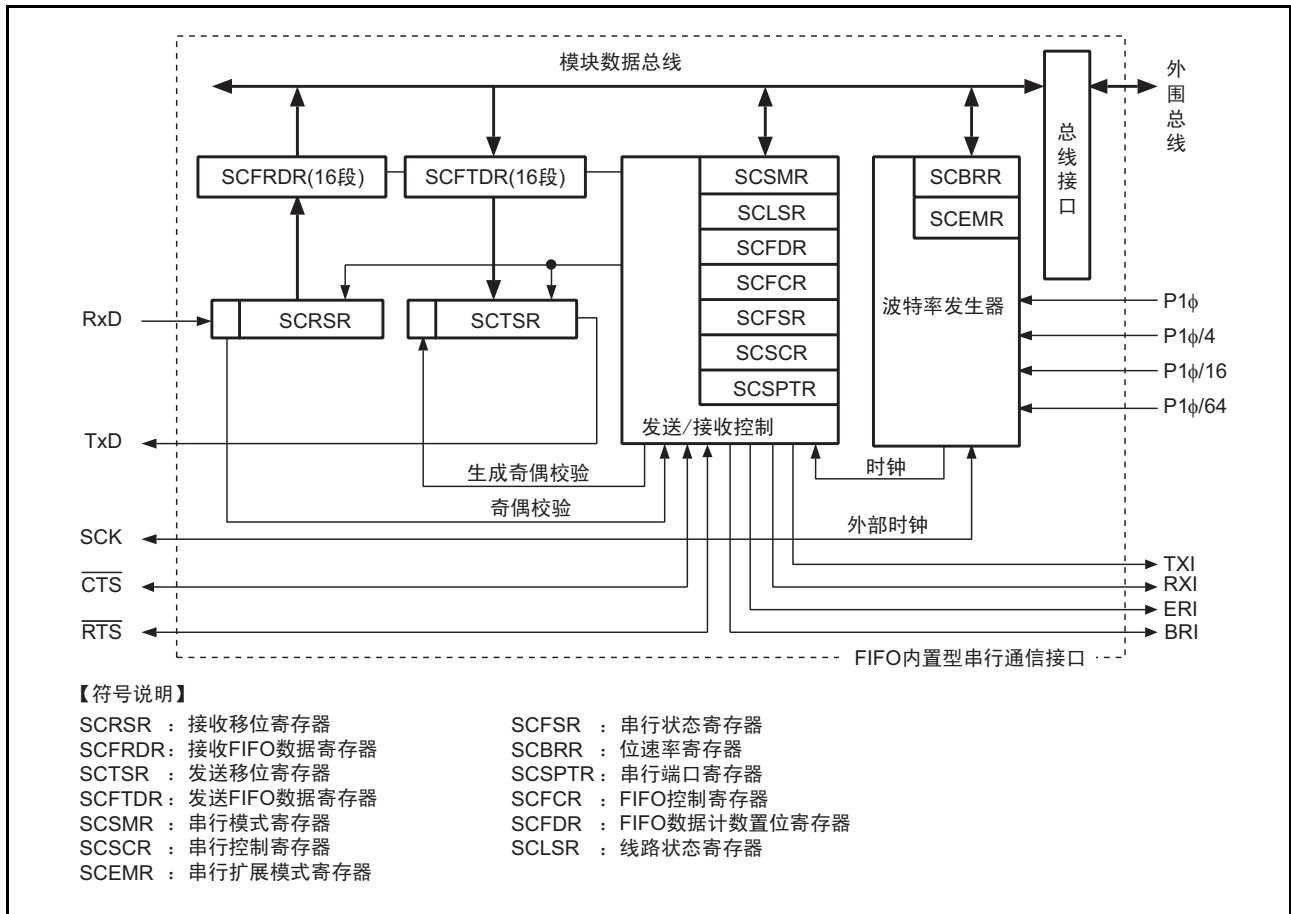 模块数据总线
外围总线
总线接口
SCFRDR(16段)
SCFTDR(16段)
SCSMR
SCLSR
SCFDR
SCFCR
SCFSR
SCSCR
SCSPTR
发送/接收控制
SCBRR
SCEMR
波特率发生器
RxD
SCRSR
SCTSR
P1ϕ
P1ϕ/4
P1ϕ/16
P1ϕ/64
TxD
生成奇偶校验
奇偶校验
时钟
外部时钟
SCK
CTS
RTS
TXI
RXI
ERI
BRI
FIFO内置型串行通信接口
【符号说明】
SCRSR ：接收移位寄存器
SCFRDR：接收FIFO数据寄存器
SCTSR ：发送移位寄存器
SCFTDR：发送FIFO数据寄存器
SCSMR ：串行模式寄存器
SCSCR ：串行控制寄存器
SCEMR ：串行扩展模式寄存器
SCFSR ：串行状态寄存器
SCBRR ：位速率寄存器
SCSPTR：串行端口寄存器
SCFCR ：FIFO控制寄存器
SCFDR ：FIFO数据计数置位寄存器
SCLSR ：线路状态寄存器